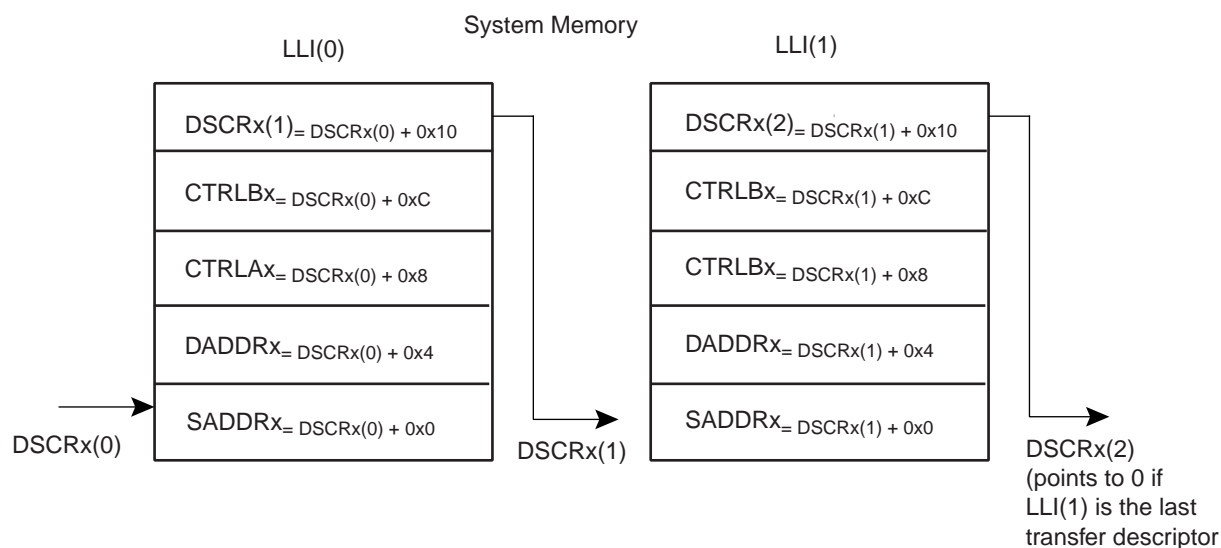 System Memory
LLI(0)
LLI(1)
DSCRx(1)= DSCRx(0) + 0x10
CTRLBx= DSCRx(0) + 0xC
CTRLAx= DSCRx(0) + 0x8
DADDRx= DSCRx(0) + 0x4
SADDRx= DSCRx(0) + 0x0
DSCRx(0)
DSCRx(1)
DSCRx(2)= DSCRx(1) + 0x10
CTRLBx= DSCRx(1) + 0xC
CTRLBx= DSCRx(1) + 0x8
DADDRx= DSCRx(1) + 0x4
SADDRx= DSCRx(1) + 0x0
DSCRx(2)
(points to 0 if
LLI(1) is the last
transfer descriptor